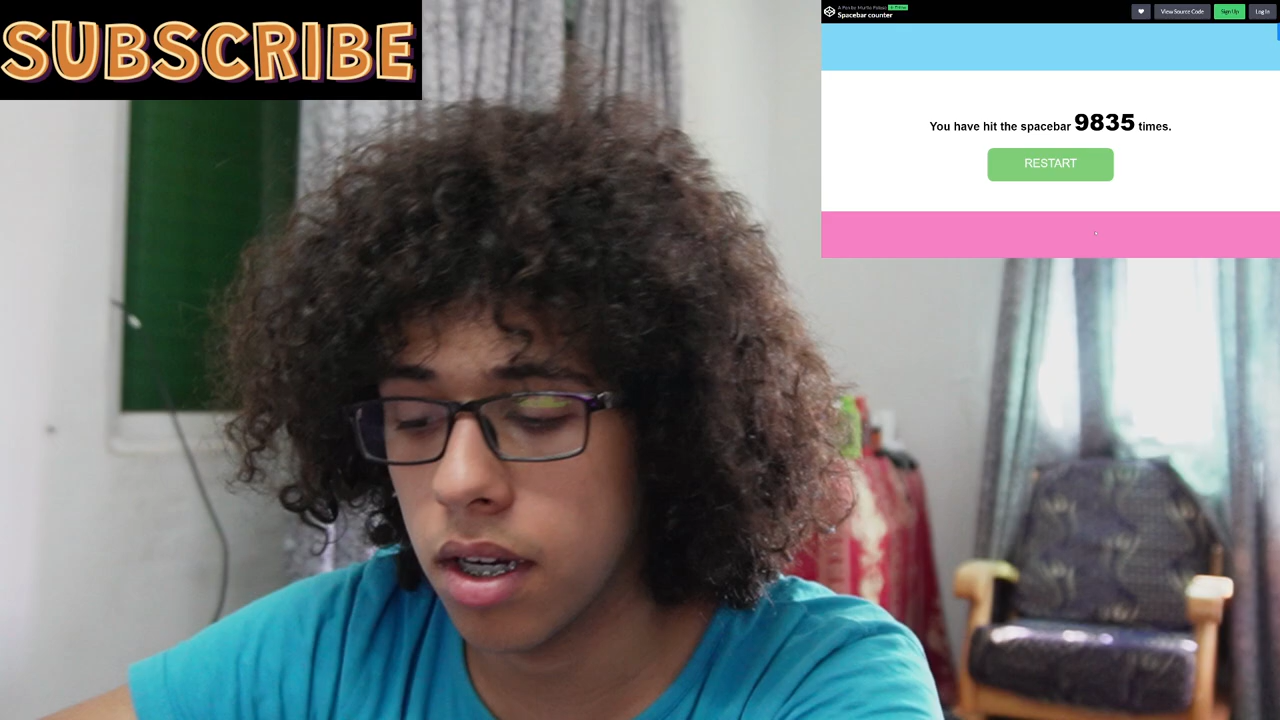 SUBSCRIBE
Spacebar counter
View Source Code
Sign Up
Log In
You have hit the spacebar 9835 times.
RESTART